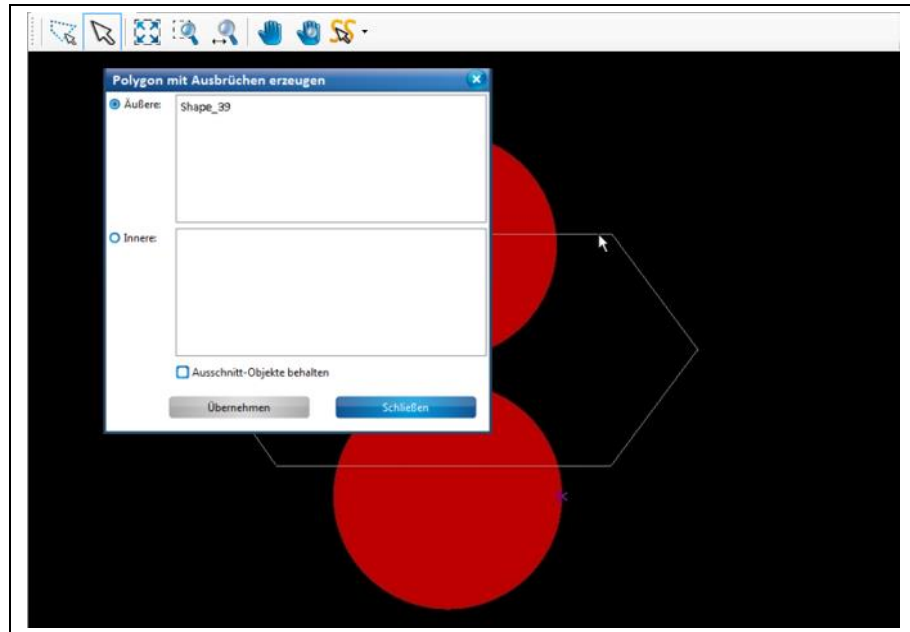 Polygon mit Ausbrüchen erzeugen
Äußere:
Shape_39
Innere:
Ausschnitt-Objekte behalten
Übernehmen
Schließen